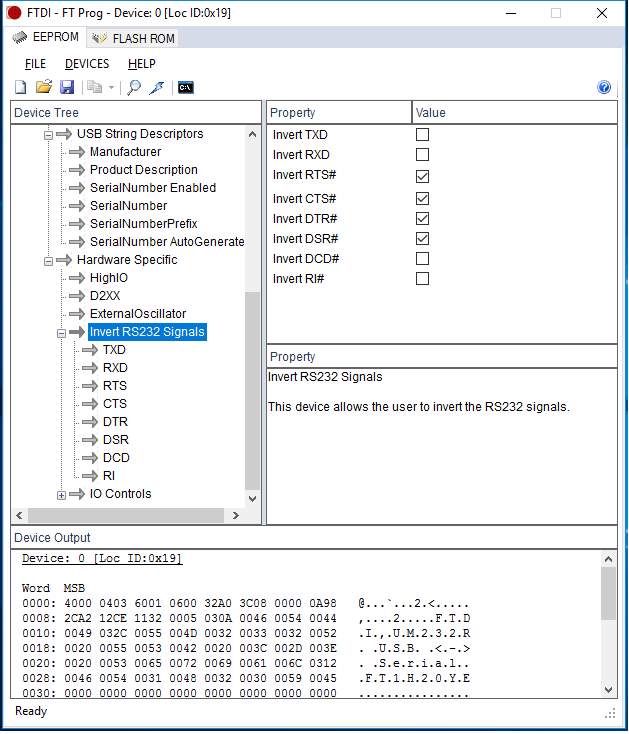 FTDI - FT Prog - Device: 0 [Loc ID:0x19]
EEPROM
FLASH ROM
FILE DEVICES HELP
C:\
Device Tree
USB String Descriptors
Manufacturer
Product Description
SerialNumber Enabled
SerialNumber
SerialNumberPrefix
SerialNumber AutoGenerate
Hardware Specific
HighIO
D2XX
ExternalOscillator
Invert RS232 Signals
TXD
RXD
RTS
CTS
DTR
DSR
DCD
RI
IO Controls
Property Value
Invert TXD
Invert RXD
Invert RTS#
Invert CTS#
Invert DTR#
Invert DSR#
Invert DCD#
Invert RI#
Property
Invert RS232 Signals
This device allows the user to invert the RS232 signals.
Device Output
Device: 0 [Loc ID:0x19]
Word MSB
0000: 4000 0403 6001 0600 32A0 3C08 0000 0A98 @...`...2.<.....
0008: 2CA2 12CE 1132 0005 030A 0046 0054 0044 ,....2.....F.T.D
0010: 0049 032C 0055 004D 0032 0033 0032 0052 .I.,.U.M.2.3.2.R
0018: 0020 0055 0053 0042 0020 003C 002D 003E . .U.S.B. .<.-.>
0020: 0020 0053 0065 0072 0069 0061 006C 0312 . .S.e.r.i.a.l..
0028: 0046 0054 0031 0048 0032 0030 0059 0045 .F.T.1.H.2.0.Y.E
0030: 0000 0000 0000 0000 0000 0000 0000 0000 ................
Ready